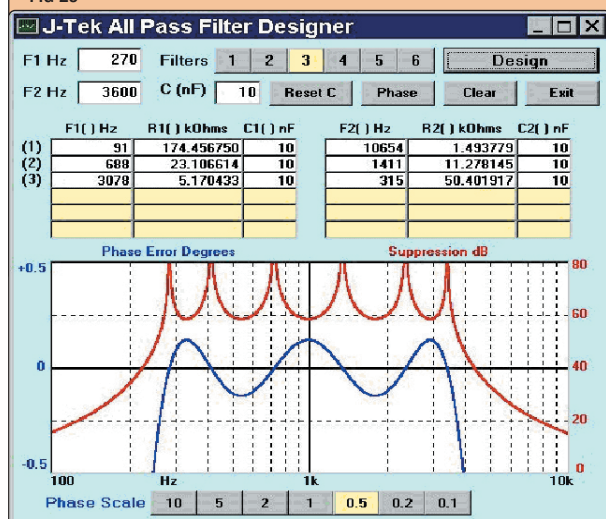 J-Tek All Pass Filter Designer
F1 Hz 270 Filters 1 2 3 4 5 6 Design
F2 Hz 3600 C (nF) 10 Reset C Phase Clear Exit
F1( ) Hz R1( ) kOhms C1( ) nF F2( ) Hz R2( ) kOhms C2( ) nF
(1) 91 174.456750 10 10654 1.493779 10
(2) 688 23.106614 10 1411 11.278145 10
(3) 3078 5.170433 10 315 50.401917 10
Phase Error Degrees Suppression dB
+0.5 80
60
0 40
20
-0.5 0
100 Hz 1k 10k
Phase Scale 10 5 2 1 0.5 0.2 0.1